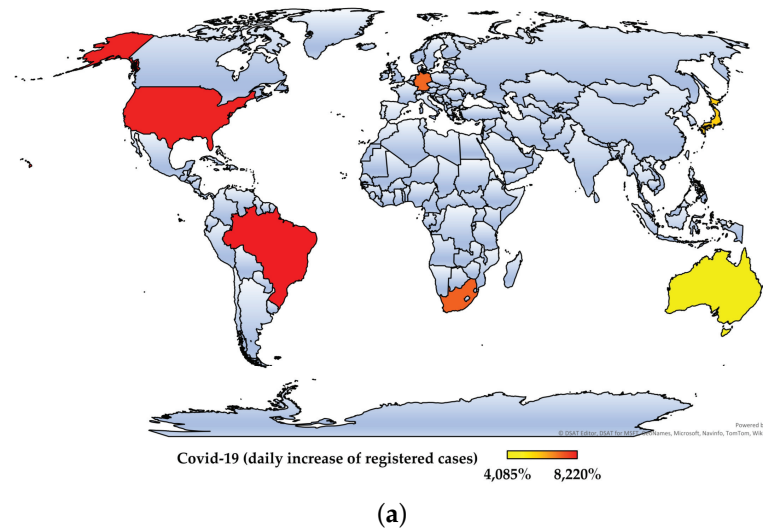 Powered b
© DSAT Editor, DSAT for MSFT, GeoNames, Microsoft, Navinfo, TomTom, Wik
Covid-19 (daily increase of registered cases)
4,085% 8,220%
(a)